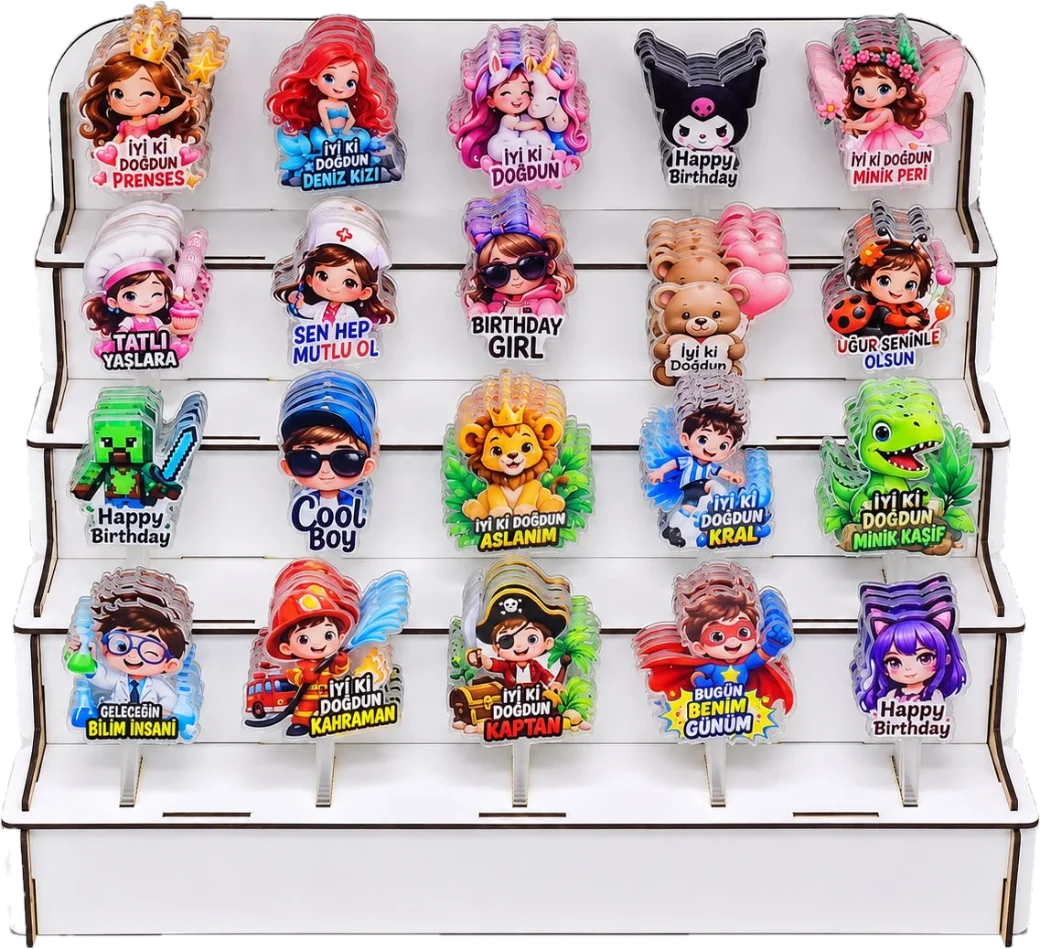 İYİ Kİ
DOĞDUN
PRENSES
İYİ Kİ
DOĞDUN
DENİZ KIZI
İYİ Kİ
DOĞDUN
Happy
Birthday
İYİ Kİ DOĞDUN
MİNİK PERİ
TATLI
YAŞLARA
SEN HEP
MUTLU OL
BIRTHDAY
GIRL
İyi ki
Doğdun
UĞUR SENİNLE
OLSUN
Happy
Birthday
Cool
Boy
İYİ Kİ DOĞDUN
ASLANIM
İYİ Kİ
DOĞDUN
KRAL
İYİ Kİ
DOĞDUN
MİNİK KAŞİF
GELECEĞİN
BİLİM İNSANI
İYİ Kİ
DOĞDUN
KAHRAMAN
İYİ Kİ
DOĞDUN
KAPTAN
BUGÜN
BENİM
GÜNÜM
Happy
Birthday